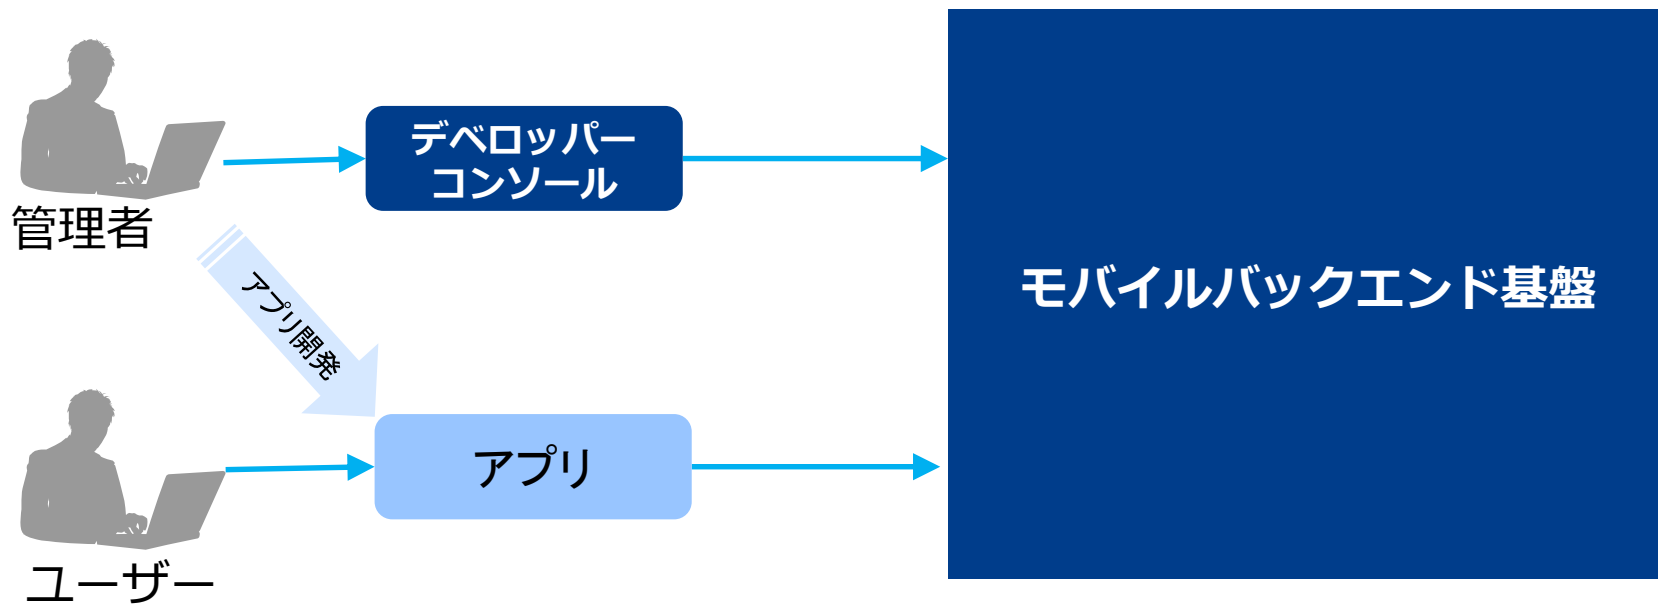 デベロッパー
コンソール
管理者
モバイルバックエンド基盤
アプリ開発
アプリ
ユーザー